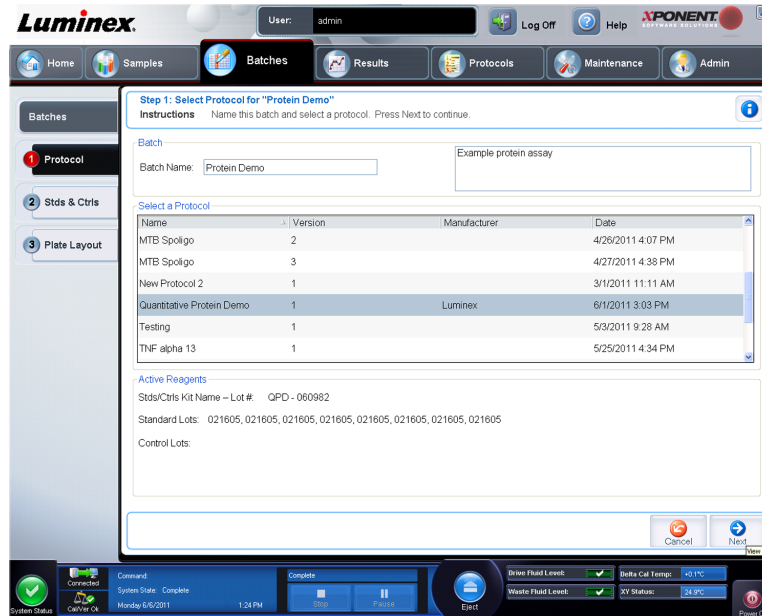 Luminex.
User: admin
Log Off
Help
XPONENT.
SOFTWARE SOLUTIONS
Home
Samples
Batches
Results
Protocols
Maintenance
Admin
Batches
1 Protocol
2 Stds & Ctrls
3 Plate Layout
Step 1: Select Protocol for "Protein Demo"
Instructions Name this batch and select a protocol. Press Next to continue.
Batch
Batch Name: Protein Demo
Example protein assay
Select a Protocol
Name Version Manufacturer Date
MTB Spoligo 2 4/26/2011 4:07 PM
MTB Spoligo 3 4/27/2011 4:38 PM
New Protocol 2 1 3/1/2011 11:11 AM
Quantitative Protein Demo 1 Luminex 6/1/2011 3:03 PM
Testing 1 5/3/2011 9:28 AM
TNF alpha 13 1 5/25/2011 4:34 PM
Active Reagents
Stds/Ctrls Kit Name – Lot #: QPD - 060982
Standard Lots: 021605, 021605, 021605, 021605, 021605, 021605, 021605, 021605
Control Lots:
Cancel
Next
View
System Status
Connected
Cal/Ver Ok
Command:
System State: Complete
Monday 6/6/2011 1:24 PM
Complete
Stop
Pause
Eject
Drive Fluid Level:
Waste Fluid Level:
Delta Cal Temp: +0.1°C
XY Status: 24.9°C
Power